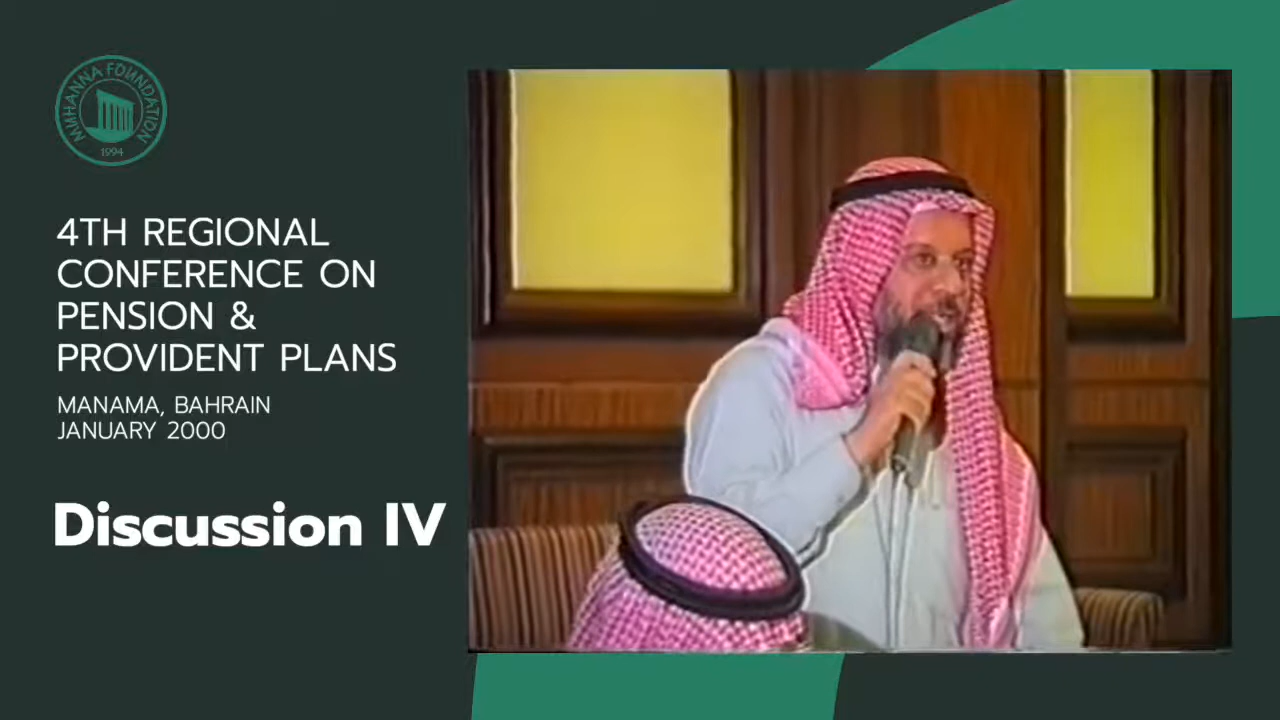 MUHANNA FOUNDATION
1994
4TH REGIONAL
CONFERENCE ON
PENSION &
PROVIDENT PLANS
MANAMA, BAHRAIN
JANUARY 2000
Discussion IV